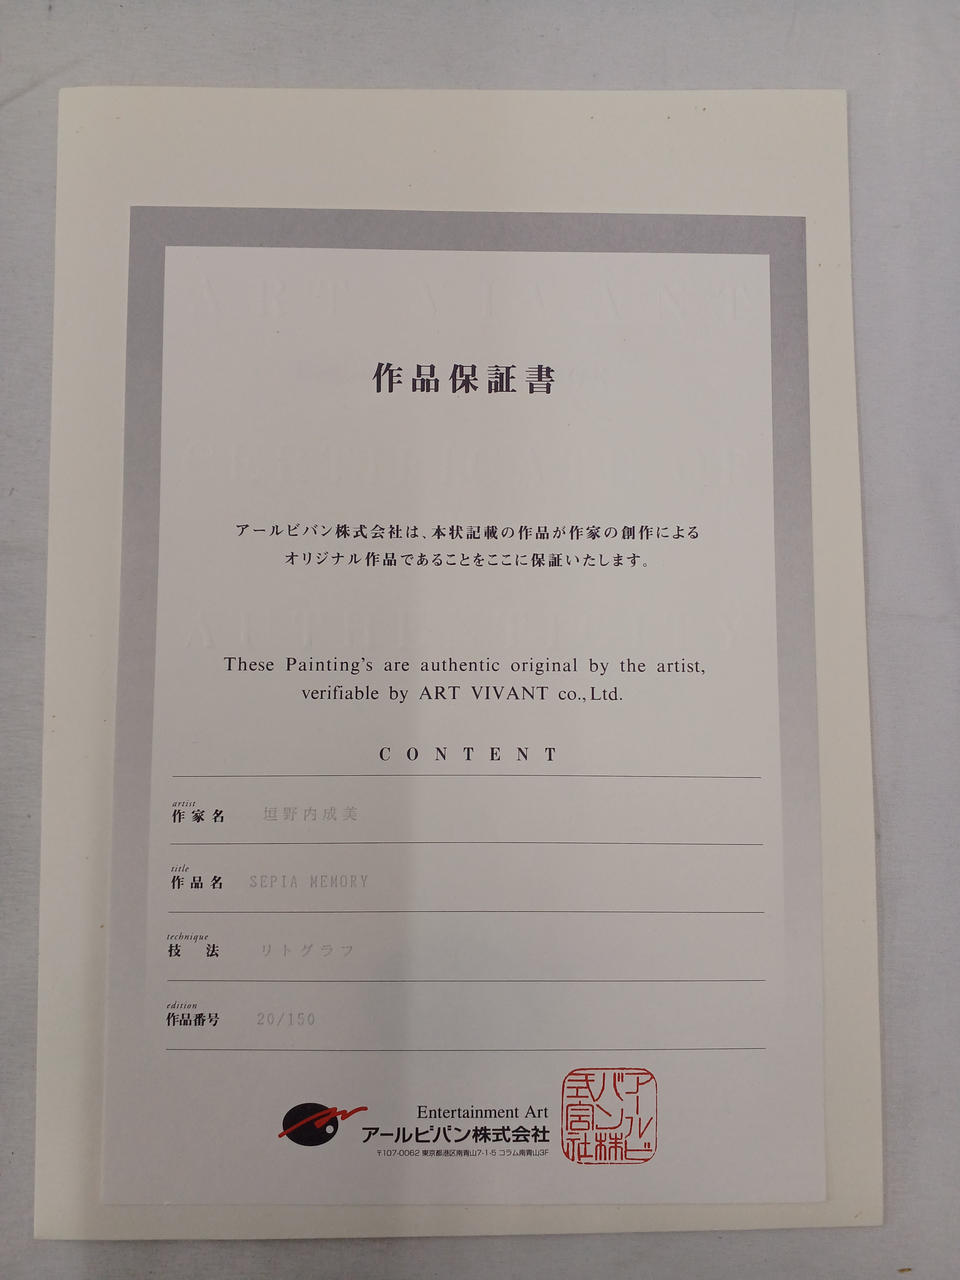 作品保証書
アールビバン株式会社は、本状記載の作品が作家の創作による
オリジナル作品であることをここに保証いたします。
These Painting's are authentic original by the artist,
verifiable by ART VIVANT co.,Ltd.
CONTENT
artist
作家名 垣野内成美
title
作品名 SEPIA MEMORY
technique
技法 リトグラフ
edition
作品番号 20/150
Entertainment Art
アールビバン株式会社
〒107-0062 東京都港区南青山7-1-5 コラム南青山3F
アールビ
バン株
式会社